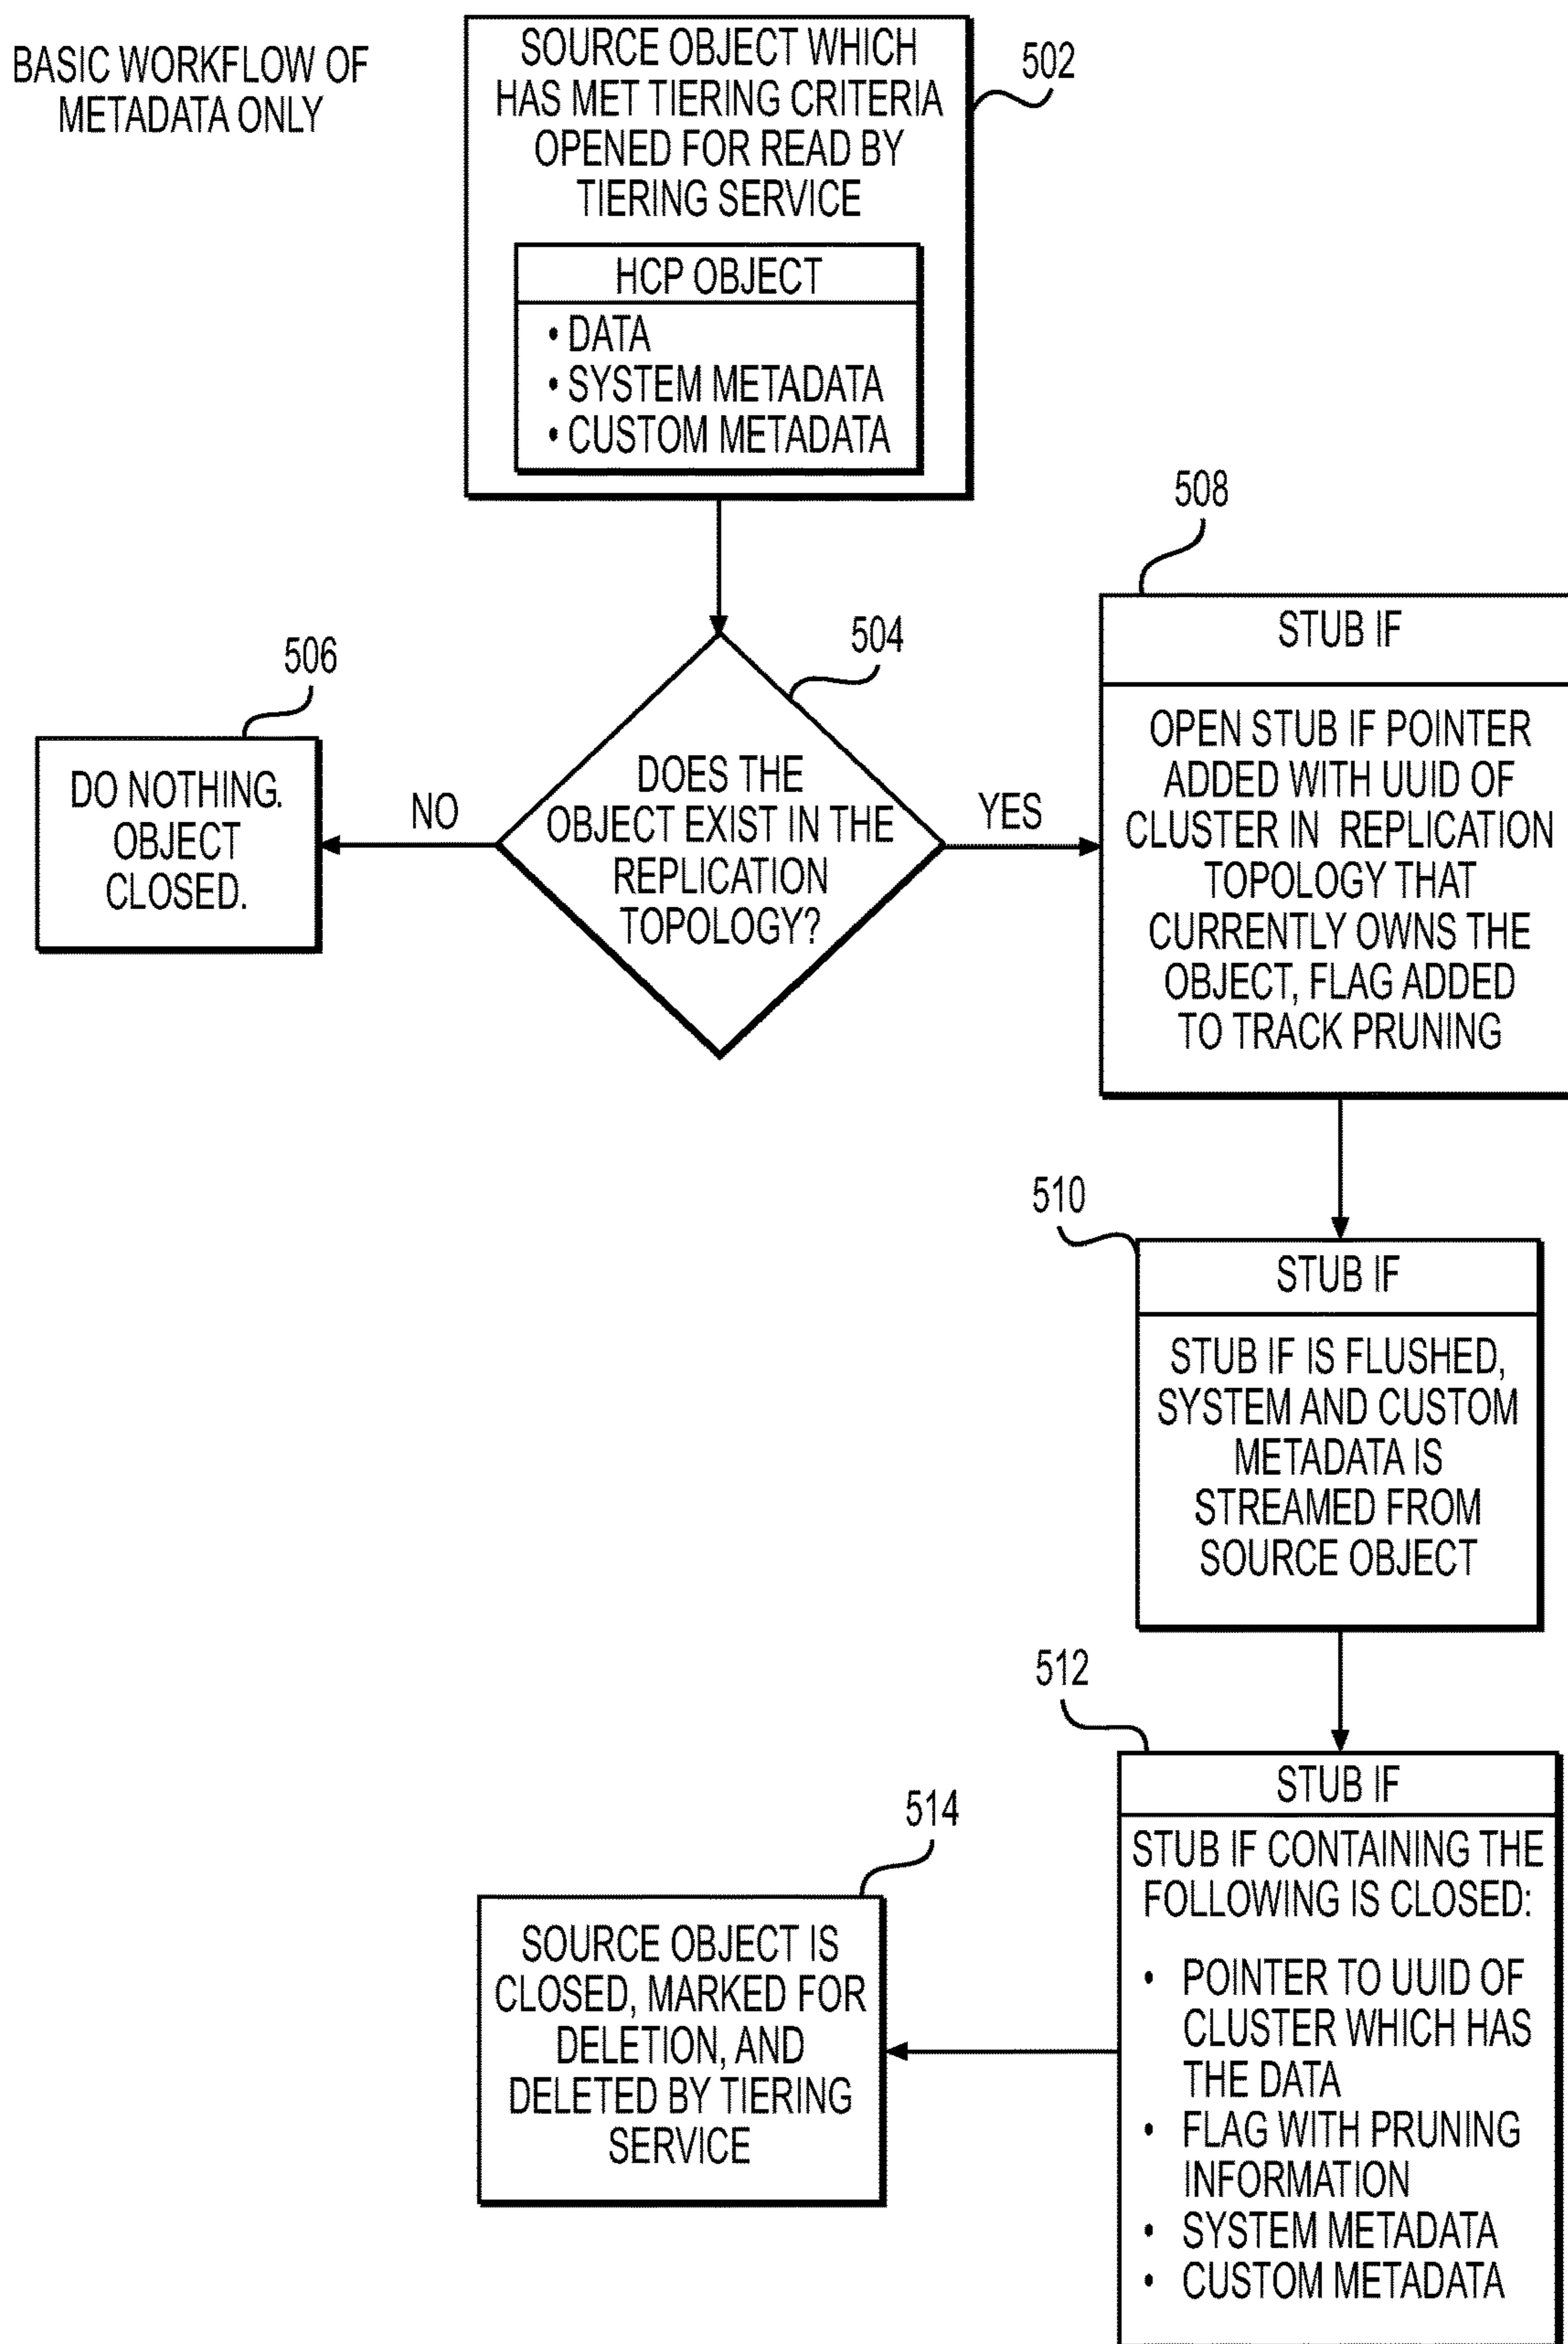 BASIC WORKFLOW OF
METADATA ONLY
SOURCE OBJECT WHICH
HAS MET TIERING CRITERIA
OPENED FOR READ BY
TIERING SERVICE
502
HCP OBJECT
• DATA
• SYSTEM METADATA
• CUSTOM METADATA
504
DOES THE
OBJECT EXIST IN THE
REPLICATION
TOPOLOGY?
NO
YES
506
DO NOTHING.
OBJECT
CLOSED.
508
STUB IF
OPEN STUB IF POINTER
ADDED WITH UUID OF
CLUSTER IN REPLICATION
TOPOLOGY THAT
CURRENTLY OWNS THE
OBJECT, FLAG ADDED
TO TRACK PRUNING
510
STUB IF
STUB IF IS FLUSHED,
SYSTEM AND CUSTOM
METADATA IS
STREAMED FROM
SOURCE OBJECT
512
STUB IF
STUB IF CONTAINING THE
FOLLOWING IS CLOSED:
• POINTER TO UUID OF
CLUSTER WHICH HAS
THE DATA
• FLAG WITH PRUNING
INFORMATION
• SYSTEM METADATA
• CUSTOM METADATA
514
SOURCE OBJECT IS
CLOSED, MARKED FOR
DELETION, AND
DELETED BY TIERING
SERVICE